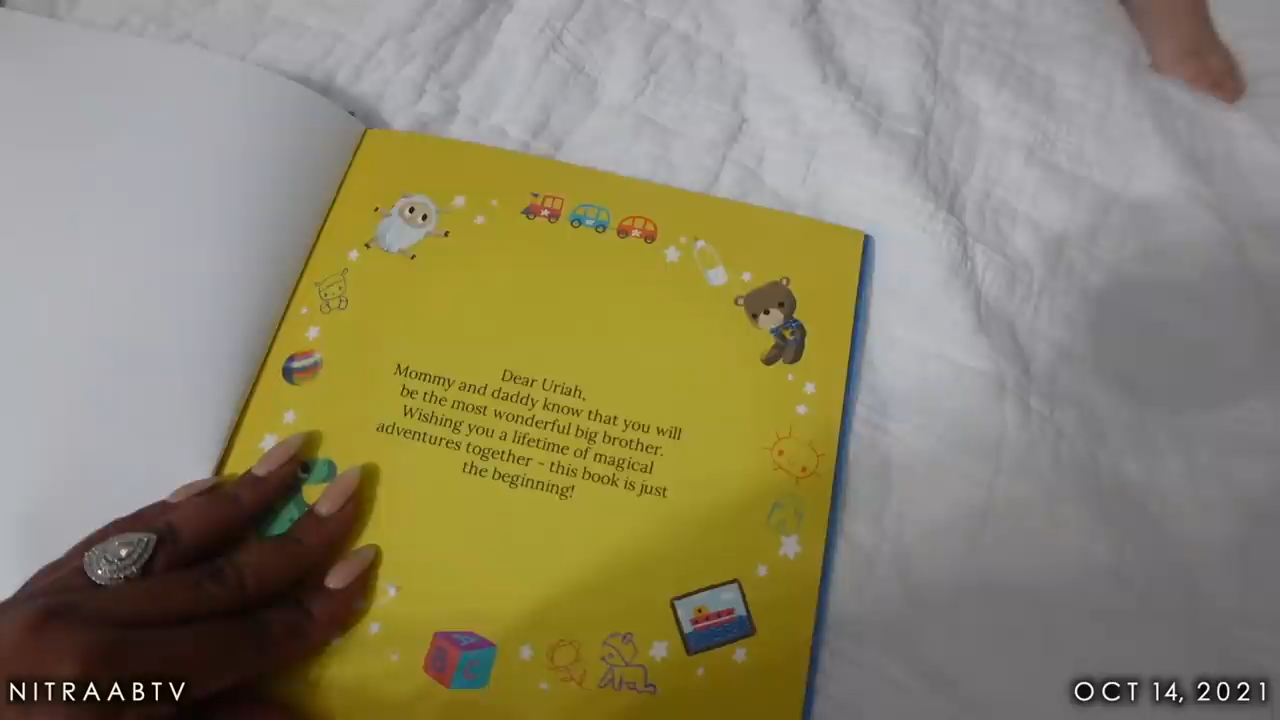 Dear Uriah,
Mommy and daddy know that you will
be the most wonderful big brother.
Wishing you a lifetime of magical
adventures together - this book is just
the beginning!
A
B
C
NITRAABTV
OCT 14, 2021